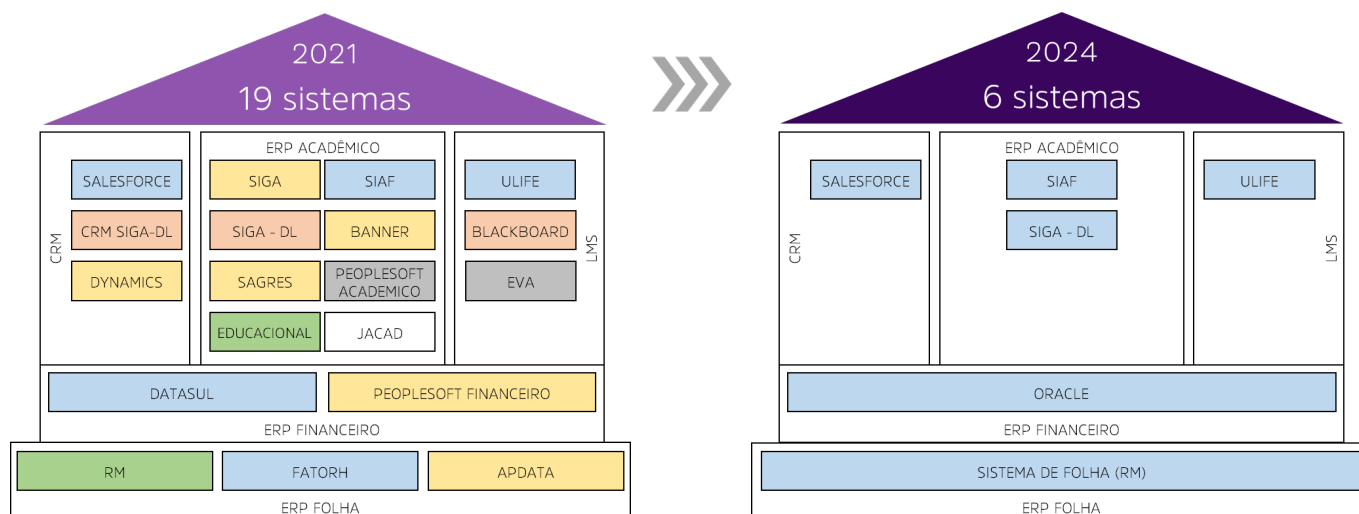 2021
19 sistemas
CRM
SALESFORCE
CRM SIGA-DL
DYNAMICS
ERP ACADÊMICO
SIGA
SIAF
SIGA - DL
BANNER
SAGRES
PEOPLESOFT
ACADEMICO
EDUCACIONAL
JACAD
ULIFE
BLACKBOARD
EVA
LMS
DATASUL
PEOPLESOFT FINANCEIRO
ERP FINANCEIRO
RM
FATORH
APDATA
ERP FOLHA
2024
6 sistemas
CRM
SALESFORCE
ERP ACADÊMICO
SIAF
SIGA - DL
ULIFE
LMS
ORACLE
ERP FINANCEIRO
SISTEMA DE FOLHA (RM)
ERP FOLHA